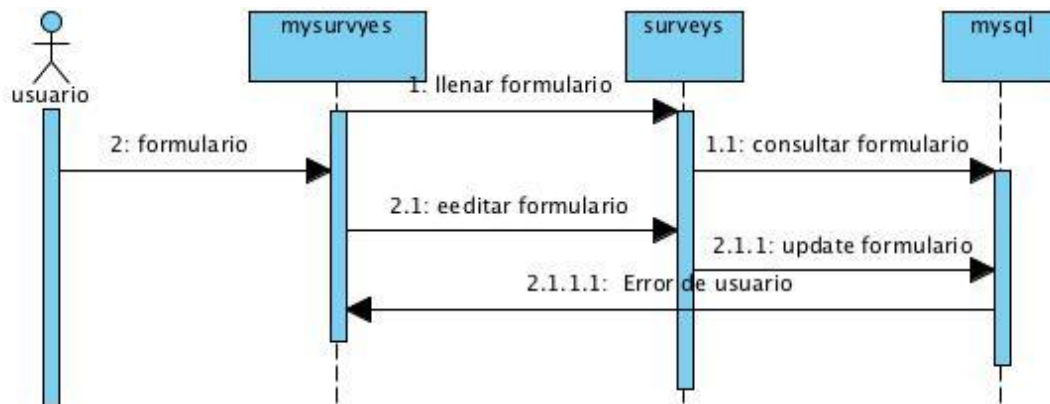 mysurvyes
surveys
mysql
usuario
1: llenar formulario
2: formulario
1.1: consultar formulario
2.1: eeditar formulario
2.1.1: update formulario
2.1.1.1: Error de usuario